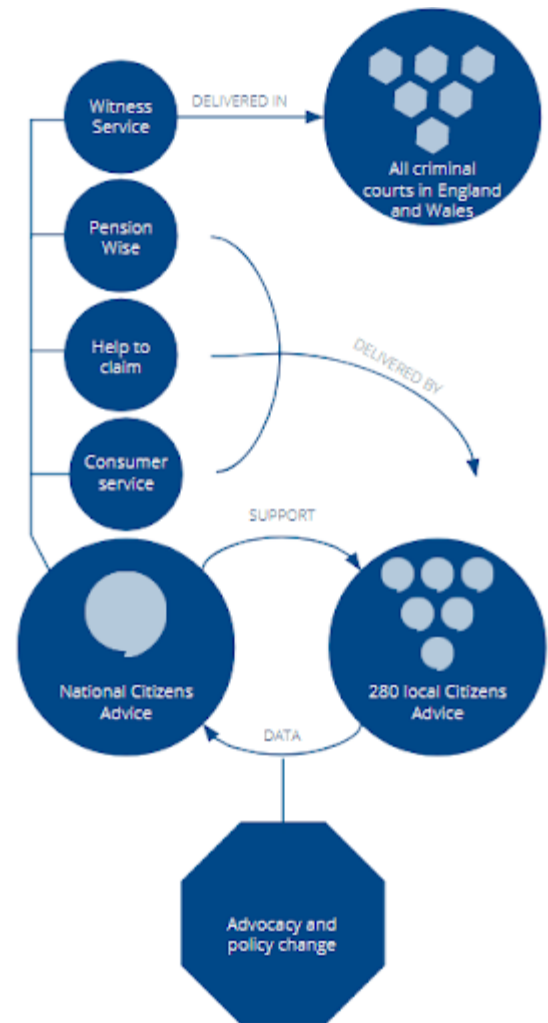 Witness
Service
DELIVERED IN
All criminal
courts in England
and Wales
Pension
Wise
Help to
claim
DELIVERED BY
Consumer
service
SUPPORT
National Citizens
Advice
280 local Citizens
Advice
DATA
Advocacy and
policy change